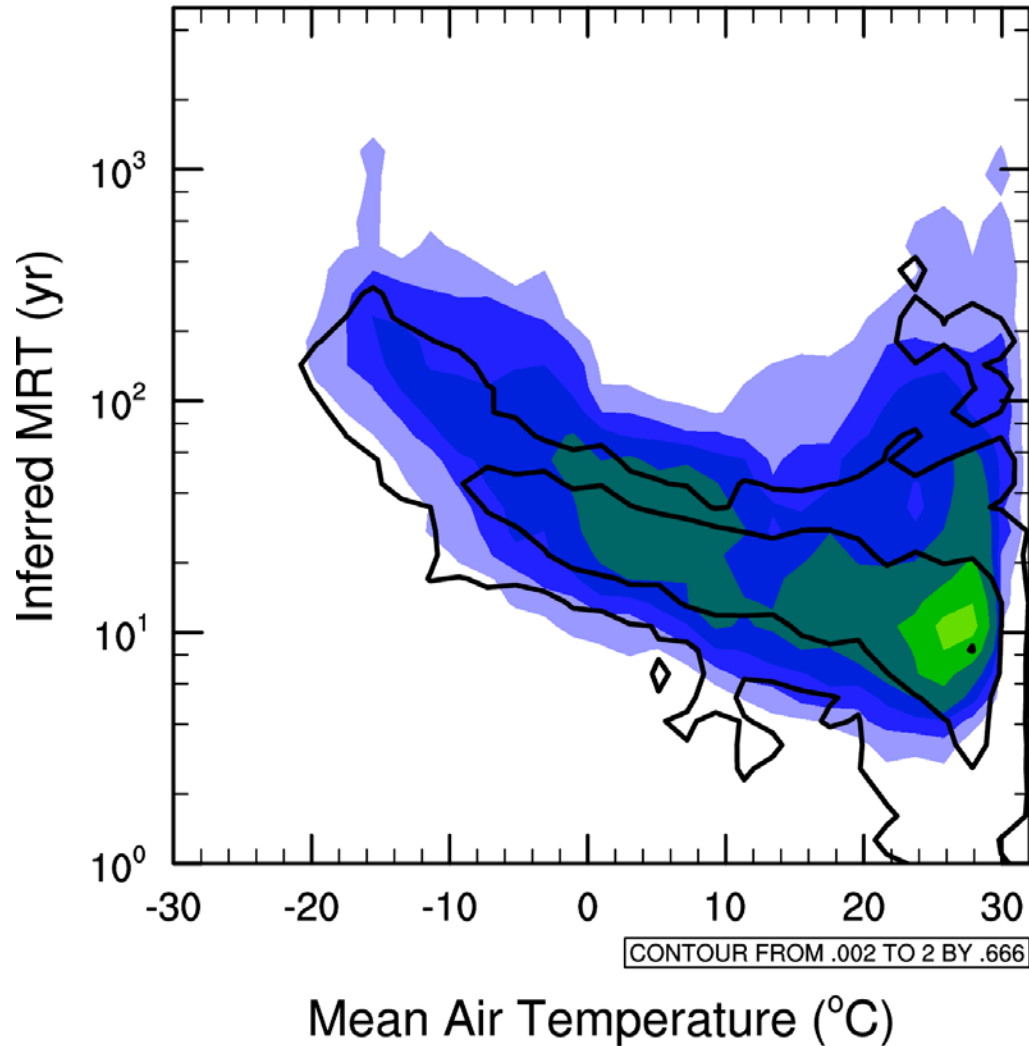 Inferred MRT (yr)
10³
10²
10¹
10⁰
-30 -20 -10 0 10 20 30
CONTOUR FROM .002 TO 2 BY .666
Mean Air Temperature (°C)